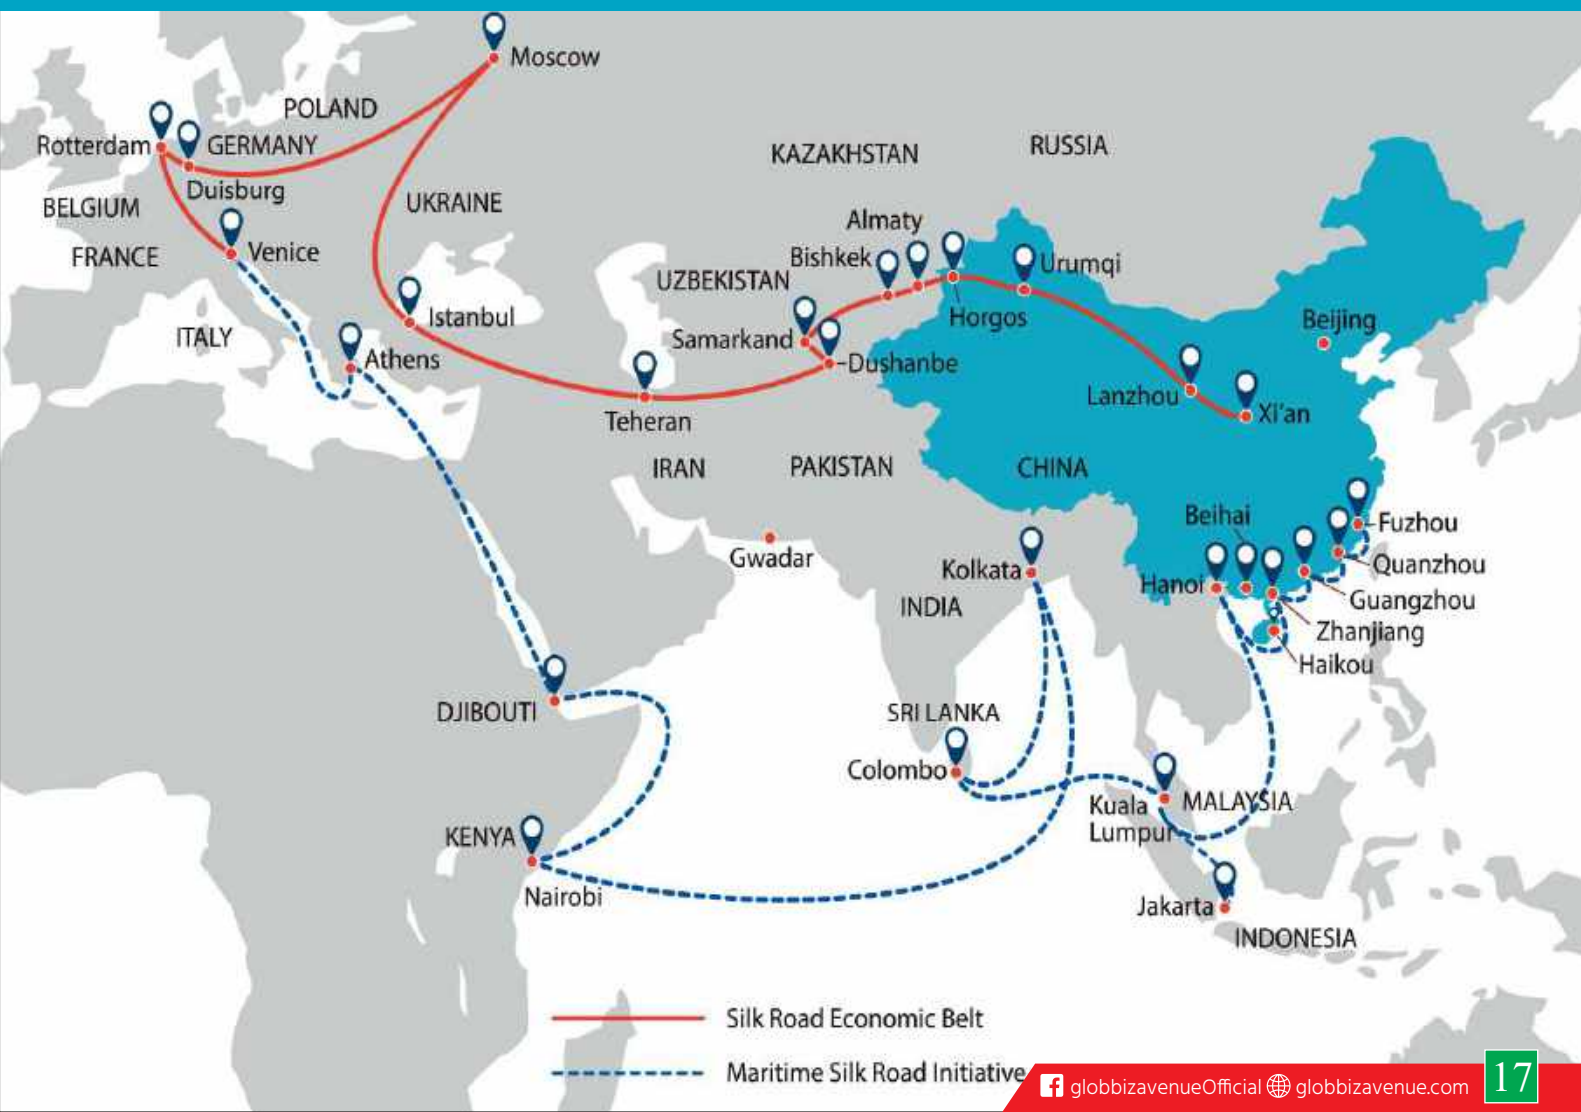 Moscow
POLAND
Rotterdam
GERMANY
Duisburg
BELGIUM
UKRAINE
FRANCE
Venice
KAZAKHSTAN
RUSSIA
Almaty
Bishkek
Urumqi
UZBEKISTAN
Horgos
Beijing
ITALY
Istanbul
Samarkand
Athens
Dushanbe
Lanzhou
Xi'an
Teheran
IRAN
PAKISTAN
CHINA
Beihai
Fuzhou
Gwadar
Kolkata
Quanzhou
Hanoi
INDIA
Guangzhou
Zhanjiang
Haikou
DJIBOUTI
SRI LANKA
Colombo
Kuala
Lumpur
MALAYSIA
KENYA
Nairobi
Jakarta
INDONESIA
Silk Road Economic Belt
Maritime Silk Road Initiative
globbizavenueOfficial globbizavenue.com
17